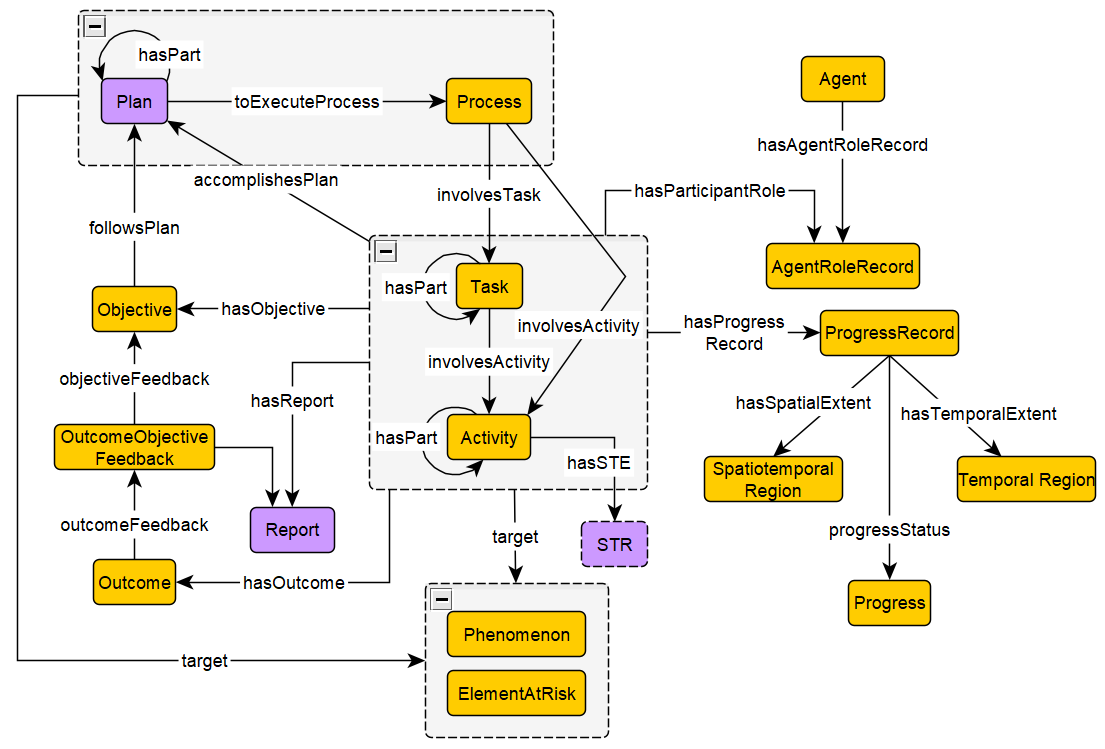 hasPart
Plan
toExecuteProcess
Process
Agent
hasAgentRoleRecord
accomplishesPlan
involvesTask
hasParticipantRole
followsPlan
AgentRoleRecord
hasPart
Task
Objective
hasObjective
involvesActivity
hasProgress
Record
ProgressRecord
objectiveFeedback
involvesActivity
hasReport
hasSpatialExtent
hasTemporalExtent
OutcomeObjective
Feedback
hasPart
Activity
hasSTE
Spatiotemporal
Region
Temporal Region
outcomeFeedback
Report
target
STR
progressStatus
Outcome
hasOutcome
Progress
Phenomenon
target
ElementAtRisk